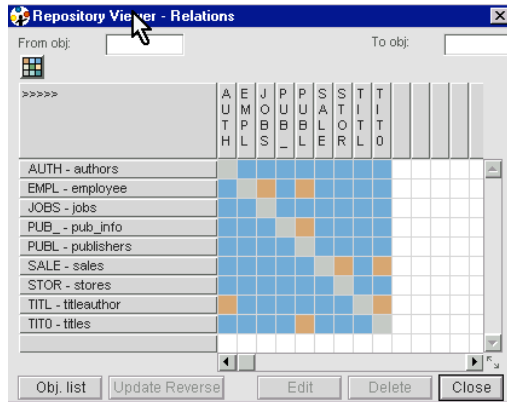 Repository Viewer - Relations
From obj:
To obj:
>>>>>
AUTH EMPL JOBS PUB_ PUBL SALE STOR TITL TIT0
AUTH - authors
EMPL - employee
JOBS - jobs
PUB_ - pub_info
PUBL - publishers
SALE - sales
STOR - stores
TITL - titleauthor
TIT0 - titles
Obj. list Update Reverse Edit Delete Close